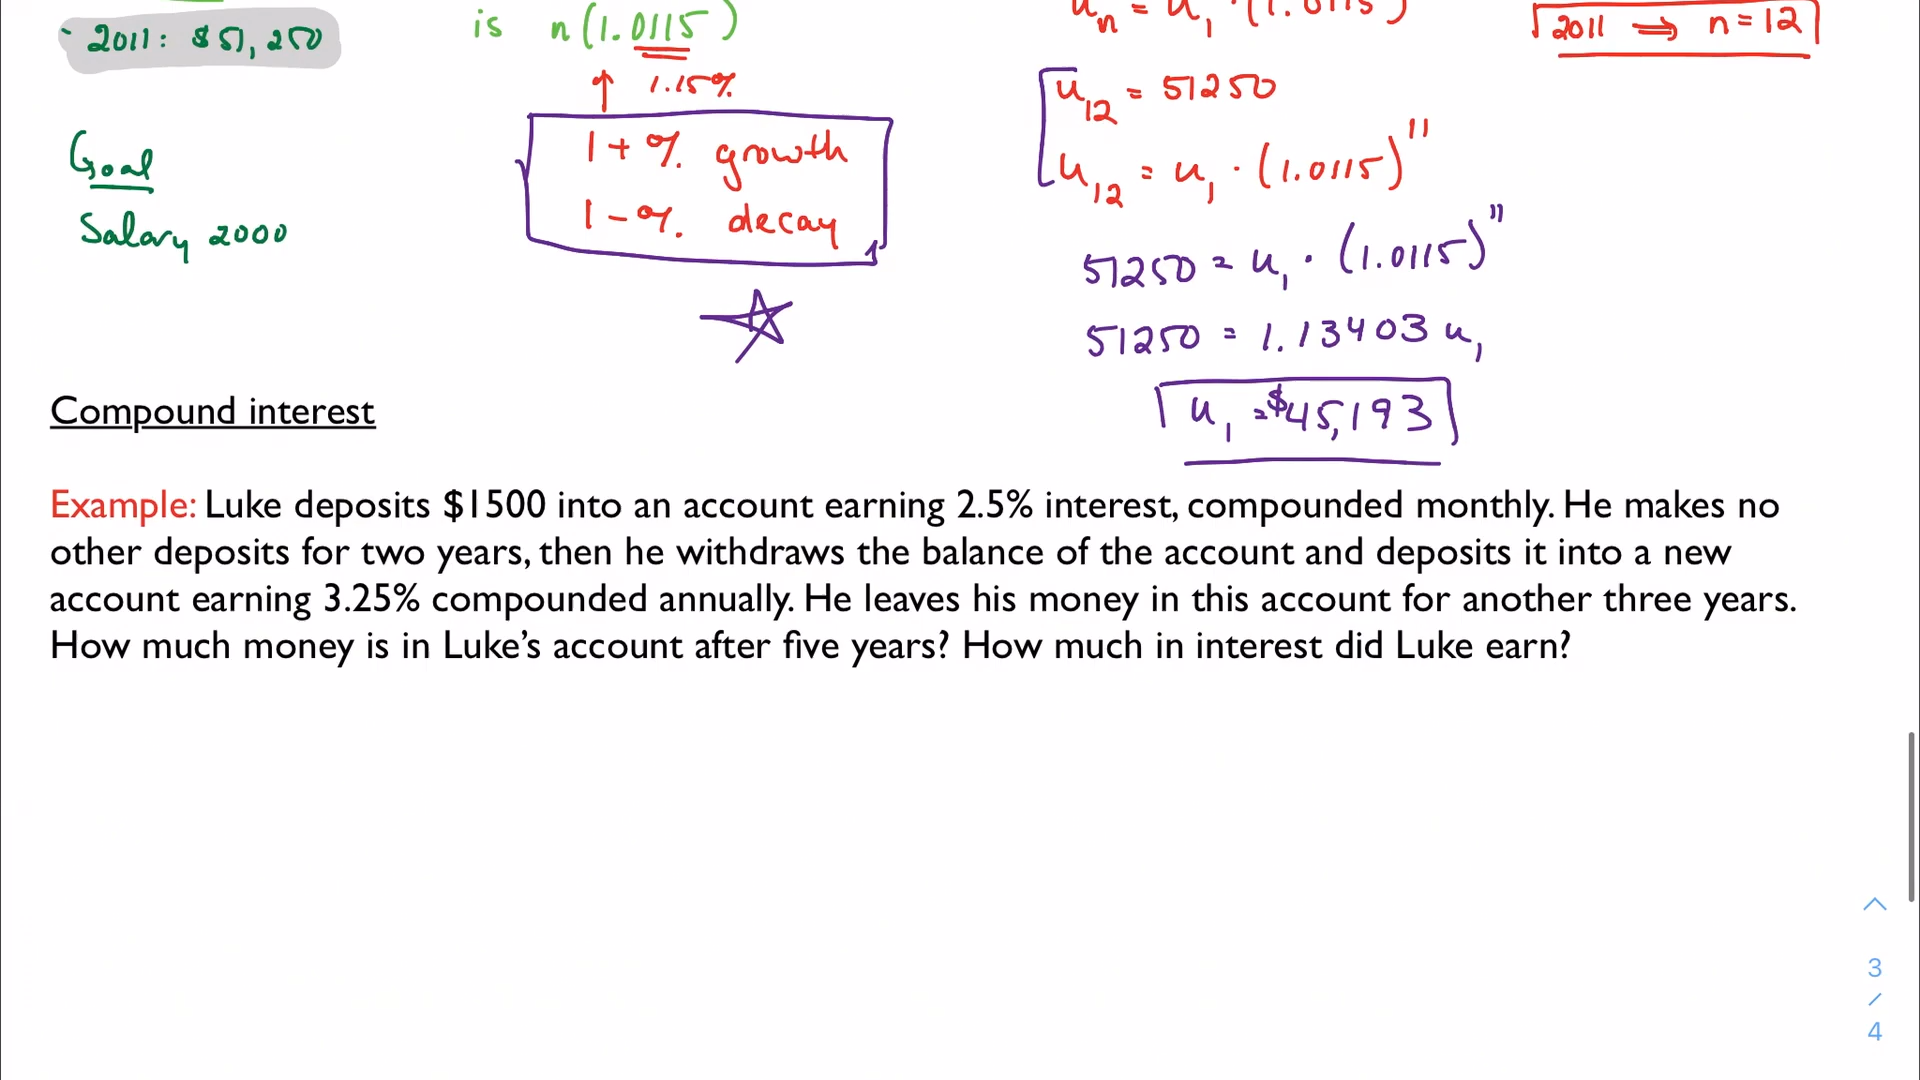 - 2011: $51,250
is n(1.0115)
1.15%
1 + % growth
1 - % decay
Goal
Salary 2000
uₙ = u₁ · (1.0115)
2011 ⟹ n = 12
u₁₂ = 51250
u₁₂ = u₁ · (1.0115)¹¹
51250 = u₁ · (1.0115)¹¹
51250 = 1.13403 u₁
u₁ = $45,193
Compound interest
Example: Luke deposits $1500 into an account earning 2.5% interest, compounded monthly. He makes no
other deposits for two years, then he withdraws the balance of the account and deposits it into a new
account earning 3.25% compounded annually. He leaves his money in this account for another three years.
How much money is in Luke’s account after five years? How much in interest did Luke earn?
3
/
4